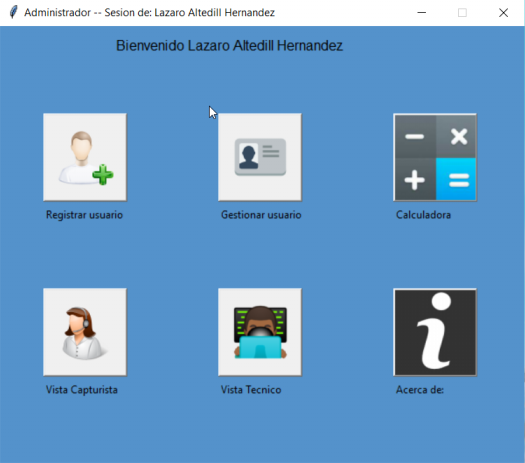 Administrador -- Sesion de: Lazaro Altedill Hernandez
Bienvenido Lazaro Altedill Hernandez
Registrar usuario
Gestionar usuario
Calculadora
Vista Capturista
Vista Tecnico
Acerca de: